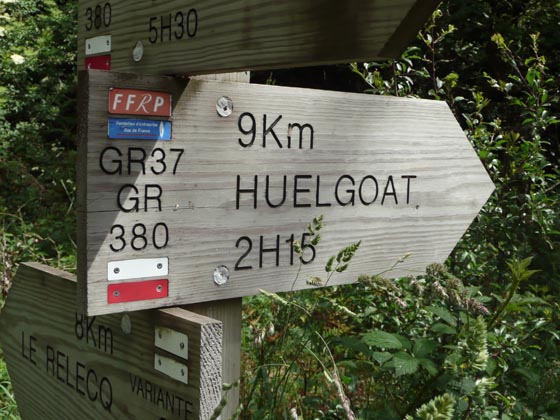 380
5H30
FFRP
GR37
GR
380
9Km
HUELGOAT
2H15
8Km
LE RELECQ
VARIANTE